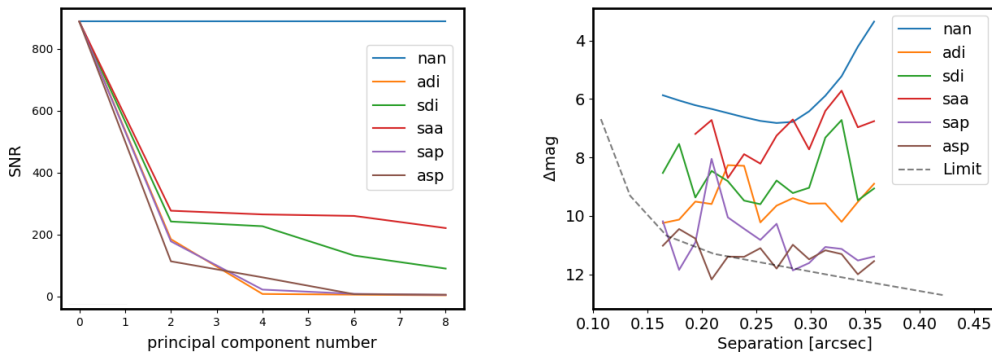 800
600
400
200
0
SNR
0 1 2 3 4 5 6 7 8
principal component number
nan
adi
sdi
saa
sap
asp
4
6
8
10
12
Δmag
0.10 0.15 0.20 0.25 0.30 0.35 0.40 0.45
Separation [arcsec]
nan
adi
sdi
saa
sap
asp
Limit